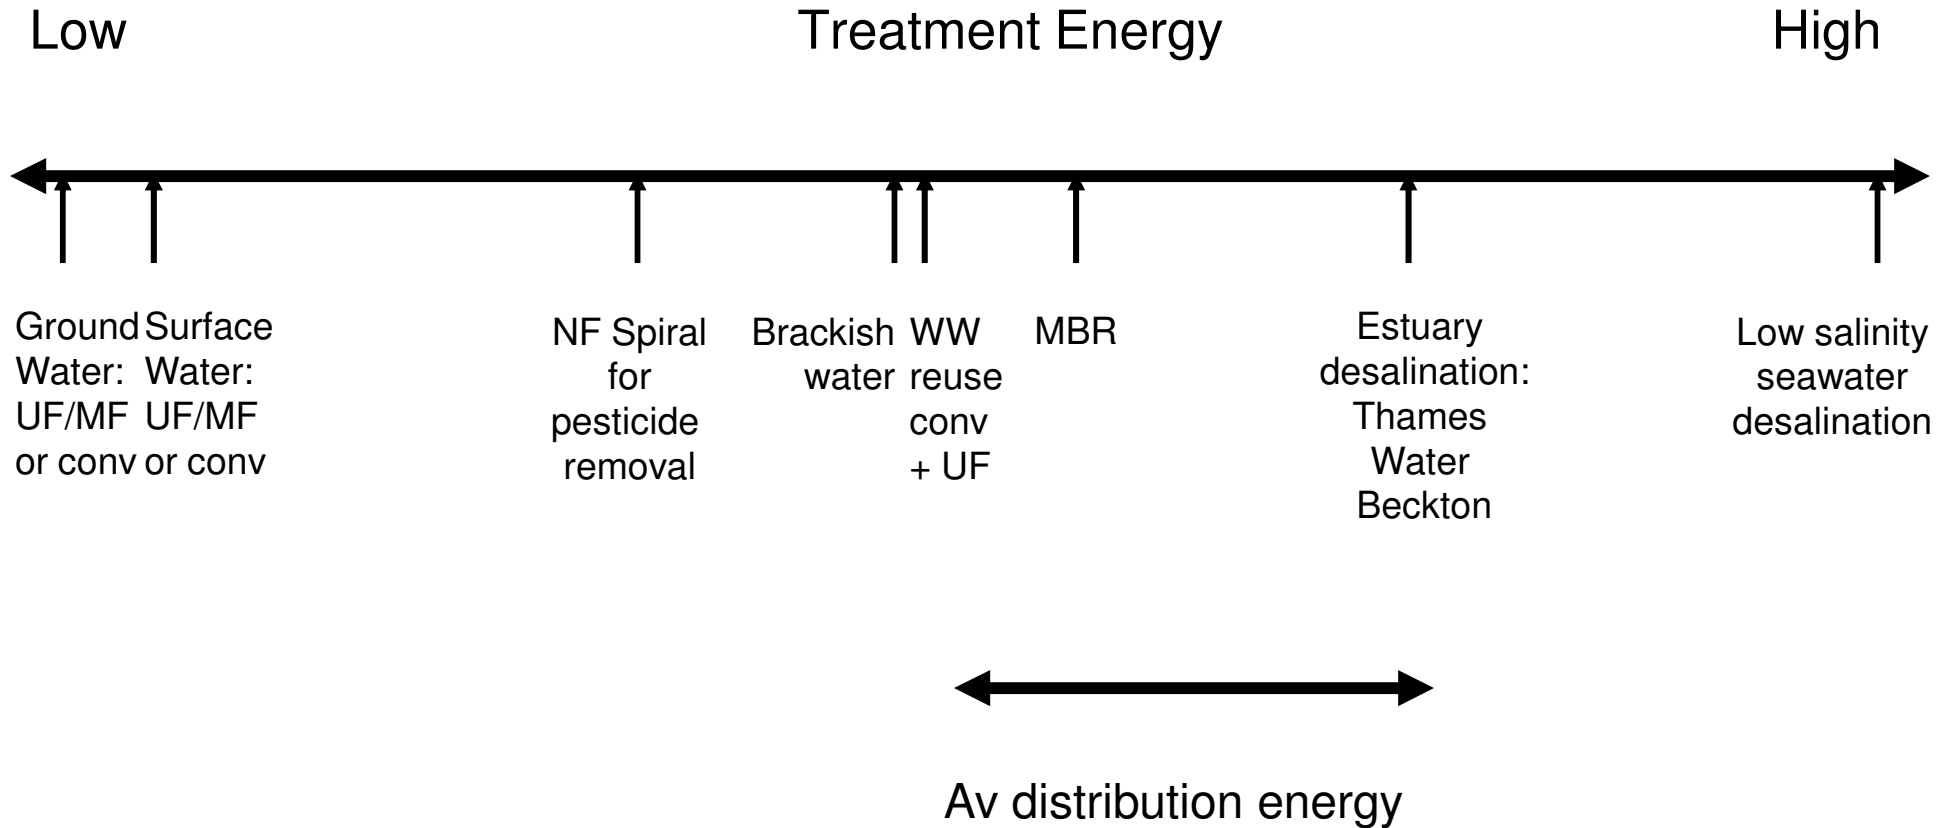 Low
Treatment Energy
High
Ground
Water:
UF/MF
or conv
Surface
Water:
UF/MF
or conv
NF Spiral
for
pesticide
removal
Brackish
water
WW
reuse
conv
+ UF
MBR
Estuary
desalination:
Thames
Water
Beckton
Low salinity
seawater
desalination
Av distribution energy